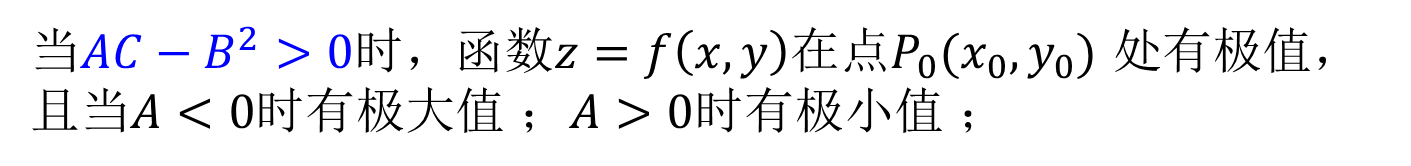 当AC − B² > 0时，函数z = f(x, y)在点P₀(x₀, y₀) 处有极值，
且当A < 0时有极大值；A > 0时有极小值；